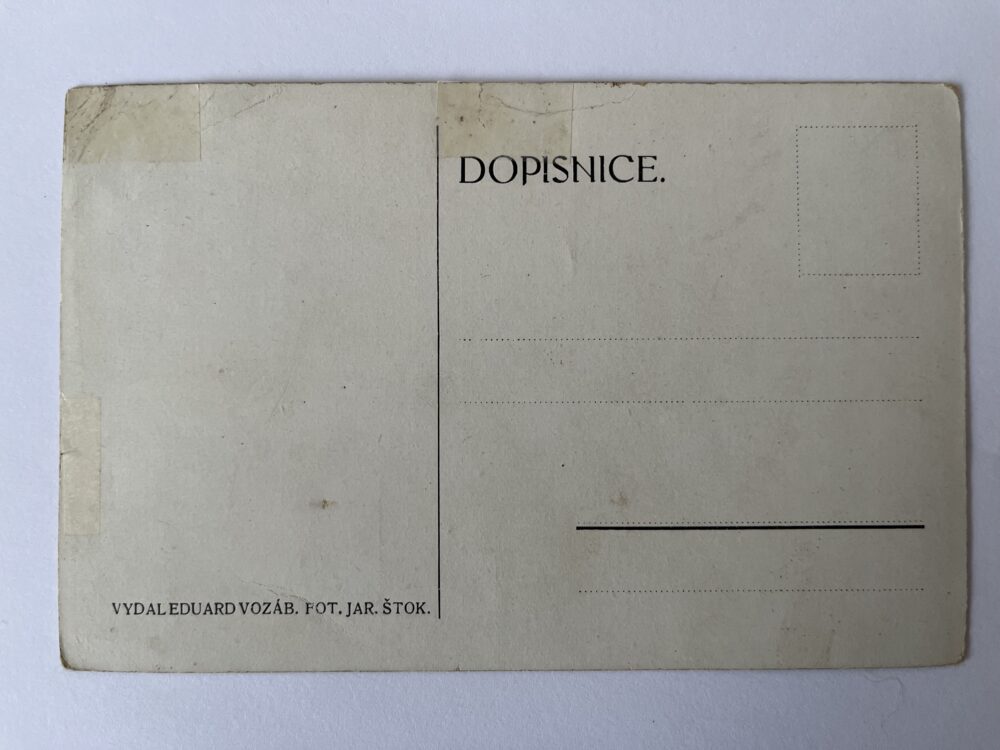 DOPISNICE.
VYDAL EDUARD VOZÁB. FOT. JAR. ŠTOK.